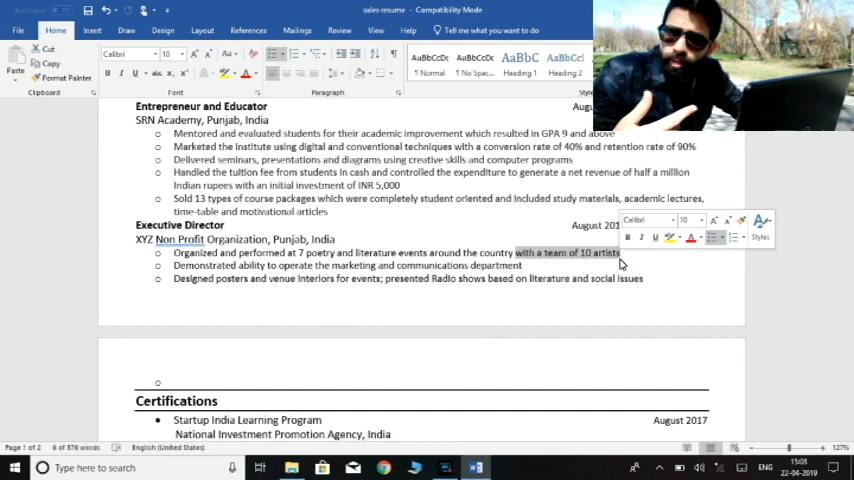 sales resume - Compatibility Mode
File Home Insert Draw Design Layout References Mailings Review View Help Tell me what you want to do
Cut
Copy
Format Painter
Paste
Clipboard
Calibri 10
Font
Paragraph
AaBbCcDc AaBbCcDc AaBbC AaBbCcDc
¶ Normal ¶ No Spac... Heading 1 Heading 2
Entrepreneur and Educator
SRN Academy, Punjab, India
Mentored and evaluated students for their academic improvement which resulted in GPA 9 and above
Marketed the institute using digital and conventional techniques with a conversion rate of 40% and retention rate of 90%
Delivered seminars, presentations and diagrams using creative skills and computer programs
Handled the tuition fee from students in cash and controlled the expenditure to generate a net revenue of half a million
Indian rupees with an initial investment of INR 5,000
Sold 13 types of course packages which were completely student oriented and included study materials, academic lectures,
time-table and motivational articles
Executive Director
XYZ Non Profit Organization, Punjab, India
Organized and performed at 7 poetry and literature events around the country with a team of 10 artists
Demonstrated ability to operate the marketing and communications department
Designed posters and venue interiors for events; presented Radio shows based on literature and social issues
Calibri 10
Styles
Certifications
Startup India Learning Program August 2017
National Investment Promotion Agency, India
Page 1 of 2 6 of 876 words English (United States) 127%
Type here to search
ENG
15:03
22-04-2019